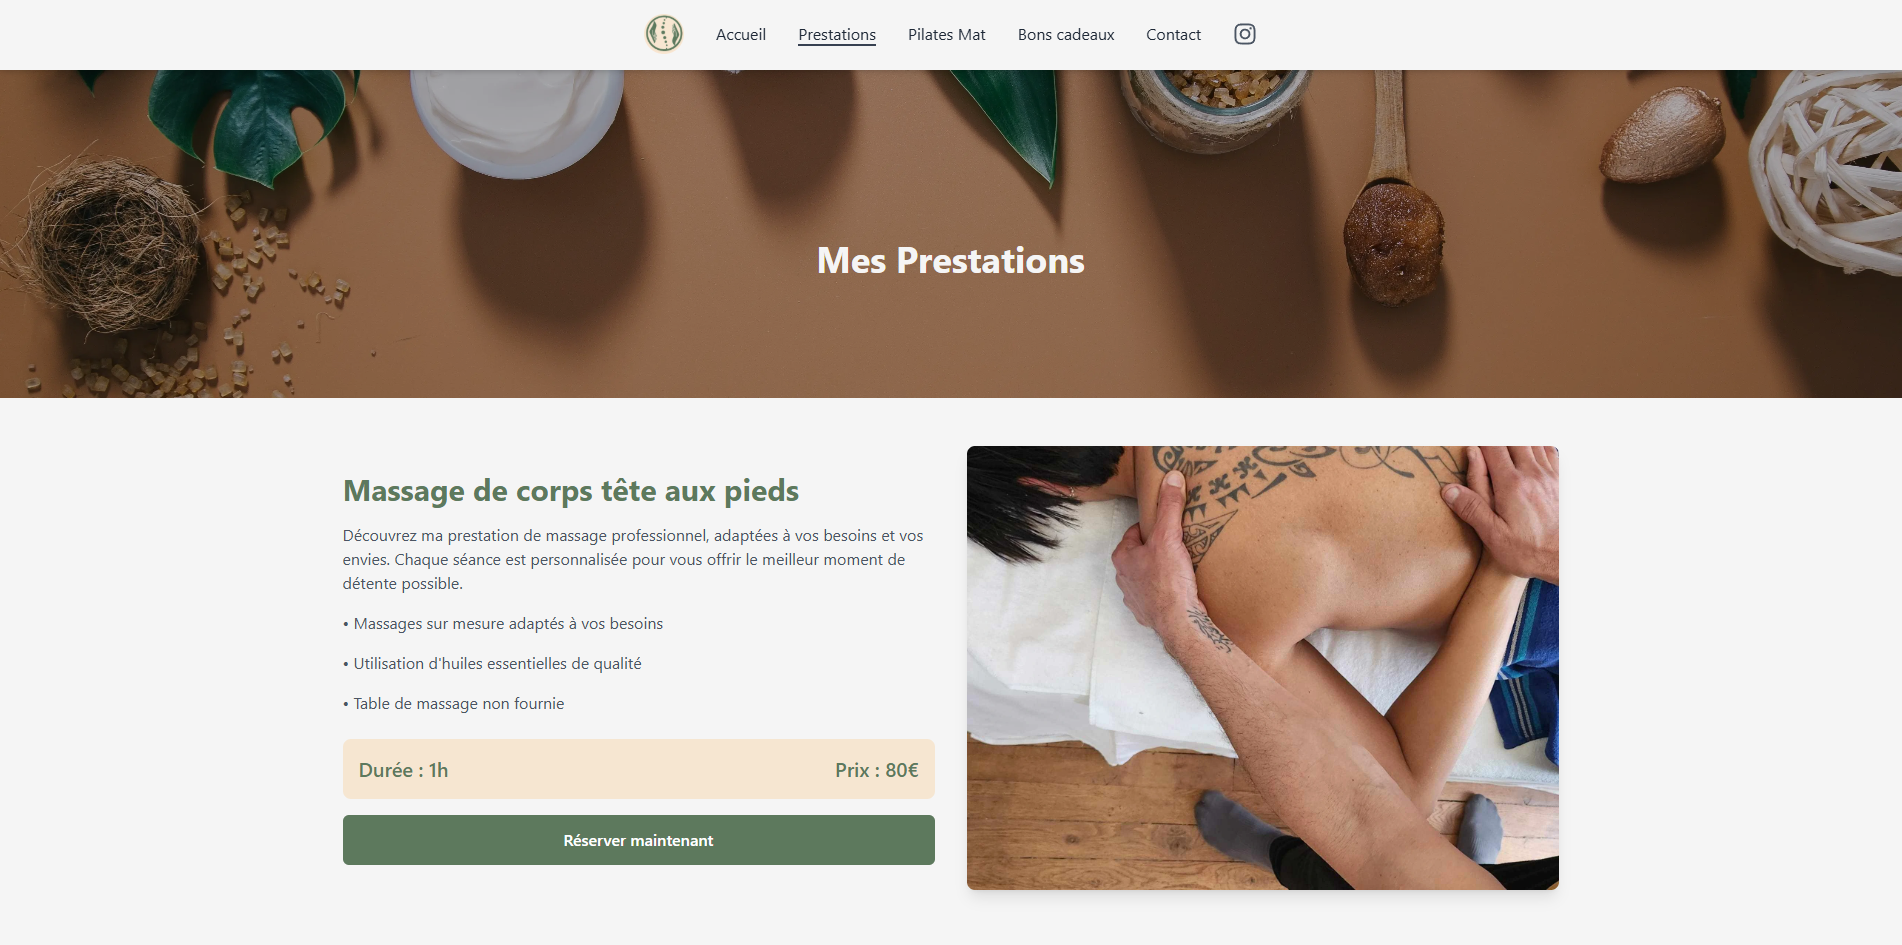 Accueil
Prestations
Pilates Mat
Bons cadeaux
Contact
Mes Prestations
Massage de corps tête aux pieds
Découvrez ma prestation de massage professionnel, adaptées à vos besoins et vos
envies. Chaque séance est personnalisée pour vous offrir le meilleur moment de
détente possible.
• Massages sur mesure adaptés à vos besoins
• Utilisation d'huiles essentielles de qualité
• Table de massage non fournie
Durée : 1h
Prix : 80€
Réserver maintenant